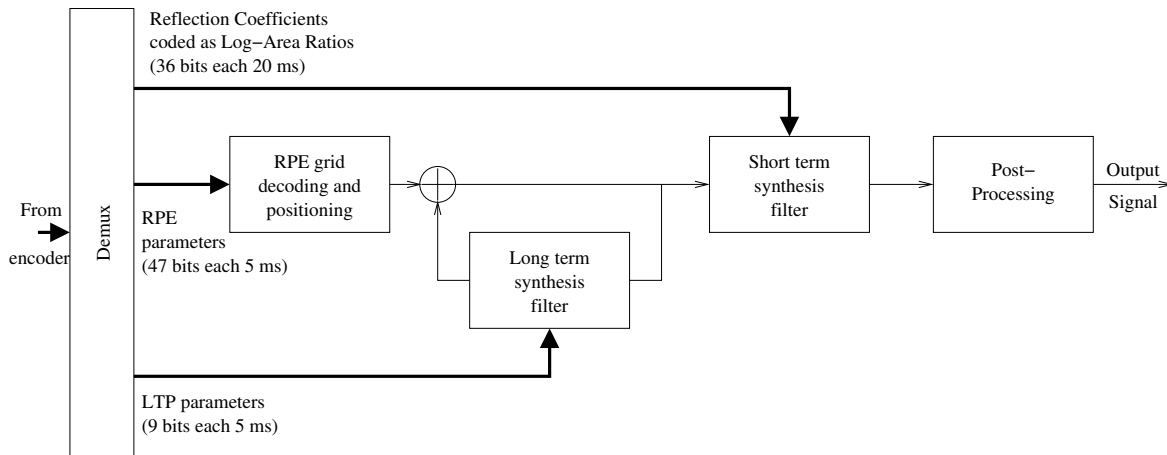 Reflection Coefficients
coded as Log−Area Ratios
(36 bits each 20 ms)
From
encoder
Demux
RPE grid
decoding and
positioning
RPE
parameters
(47 bits each 5 ms)
Long term
synthesis
filter
LTP parameters
(9 bits each 5 ms)
Short term
synthesis
filter
Post−
Processing
Output
Signal